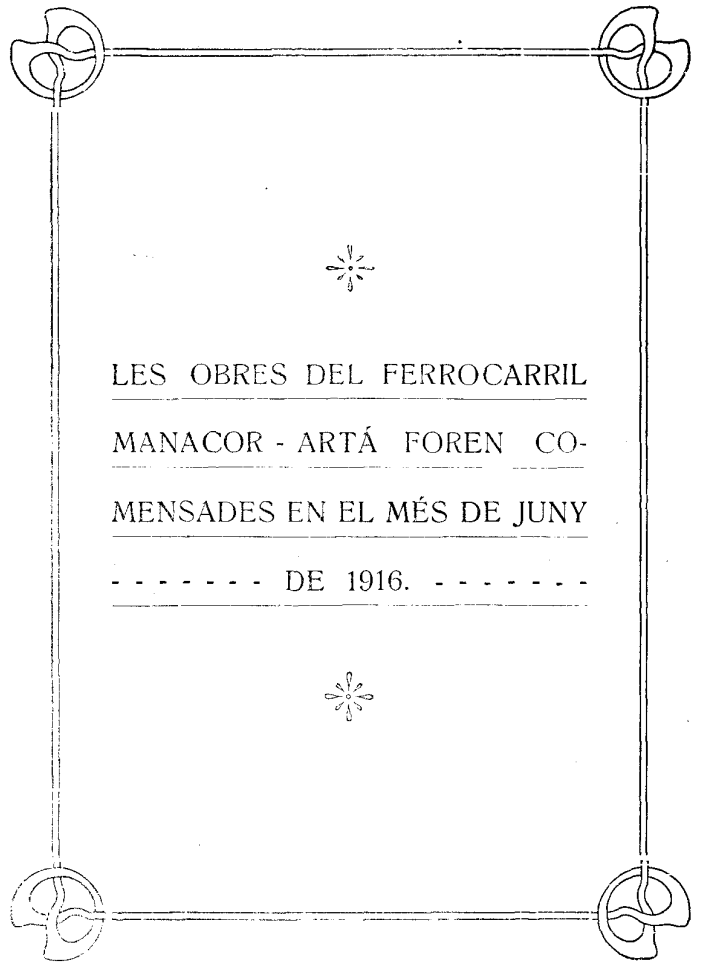 LES OBRES DEL FERROCARRIL
MANACOR - ARTÁ FOREN CO-
MENSADES EN EL MÉS DE JUNY
- - - - - - - DE 1916. - - - - - - -